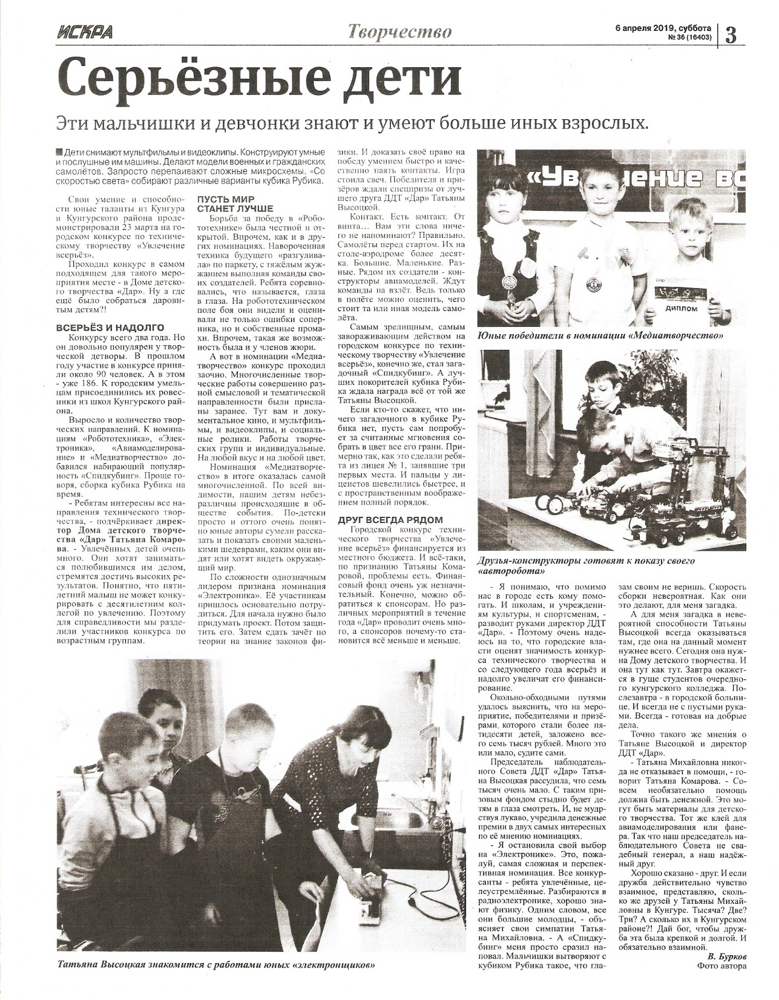 ИСКРА
Творчество
6 апреля 2019, суббота
№ 36 (16403)
3
Серьёзные дети
Эти мальчишки и девчонки знают и умеют больше иных взрослых.
Дети снимают мультфильмы и видеоклипы. Конструируют умные
и послушные им машины. Делают модели военных и гражданских
самолётов. Запросто перепаивают сложные микросхемы. «Со
скоростью света» собирают различные варианты кубика Рубика.
Свои умение и способно-
сти юные таланты из Кунгура
и Кунгурского района проде-
монстрировали 23 марта на го-
родском конкурсе по техниче-
скому творчеству «Увлечение
всерьёз».
Проходил конкурс в самом
подходящем для такого меро-
приятия месте - в Доме детско-
го творчества «Дар». Ну а где
ещё было собраться дарови-
тым детям?!
ВСЕРЬЁЗ И НАДОЛГО
Конкурсу всего два года. Но
он довольно популярен у твор-
ческой детворы. В прошлом
году участие в конкурсе приня-
ли около 90 человек. А в этом
- уже 186. К городским умель-
цам присоединились их ровес-
ники из школ Кунгурского рай-
она.
Выросло и количество твор-
ческих направлений. К номина-
циям «Робототехника», «Элек-
троника», «Авиамоделирова-
ние» и «Медиатворчество» до-
бавился набирающий популяр-
ность «Спидкубинг». Проще го-
воря, сборка кубика Рубика на
время.
- Ребятам интересны все на-
правления технического твор-
чества, - подчёркивает дирек-
тор Дома детского творче-
ства «Дар» Татьяна Комаро-
ва. - Увлечённых детей очень
много. Они хотят занимать-
ся полюбившимся им делом,
стремятся достичь высоких ре-
зультатов. Понятно, что пяти-
летний малыш не может конку-
рировать с десятилетним кол-
легой по увлечению. Поэтому
для справедливости мы разде-
лили участников конкурса по
возрастным группам.
ПУСТЬ МИР
СТАНЕТ ЛУЧШЕ
Борьба за победу в «Робо-
тотехнике» была честной и от-
крытой. Впрочем, как и в дру-
гих номинациях. Навороченная
техника будущего «разгулива-
ла» по паркету, с тяжёлым жуж-
жанием выполняя команды сво-
их создателей. Ребята соревно-
вались, что называется, глаза
в глаза. На робототехническом
поле боя они видели и оцени-
вали не только ошибки сопер-
ника, но и собственные прома-
хи. Впрочем, такая же возмож-
ность была и у членов жюри.
А вот в номинации «Медиа-
творчество» конкурс проходил
заочно. Многочисленные твор-
ческие работы совершенно раз-
ной смысловой и тематической
направленности были присла-
ны заранее. Тут вам и доку-
ментальное кино, и мультфиль-
мы, и видеоклипы, и социаль-
ные ролики. Работы творче-
ских групп и индивидуальные.
На любой вкус и на любой цвет.
Номинация «Медиатворче-
ство» в итоге оказалась самой
многочисленной. По всей ви-
димости, нашим детям небез-
различны происходящие в об-
ществе события. По-детски
просто и оттого очень понят-
но юные авторы сумели расска-
зать и показать своими малень-
кими шедеврами, каким они ви-
дят или хотят видеть окружаю-
щий мир.
По сложности однозначным
лидером признана номинация
«Электроника». Её участникам
пришлось основательно потру-
диться. Для начала нужно было
придумать проект. Потом защи-
тить его. Затем сдать зачёт по
теории на знание законов фи-
зики. И доказать своё право на
победу умением быстро и каче-
ственно паять контакты. Игра
стоила свеч. Победителя и при-
зёров ждали спецпризы от луч-
шего друга ДДТ «Дар» Татьяны
Высоцкой.
Контакт. Есть контакт. От
винта... Вам эти слова ниче-
го не напоминают? Правильно.
Самолёты перед стартом. Их на
столе-аэродроме более десят-
ка. Большие. Маленькие. Раз-
ные. Рядом их создатели - кон-
структоры авиамоделей. Ждут
команды на взлёт. Ведь только
в полёте можно оценить, чего
стоит та или иная модель само-
лёта.
Самым зрелищным, самым
завораживающим действом на
городском конкурсе по техни-
ческому творчеству «Увлечение
всерьёз», конечно же, стал зага-
дочный «Спидкубинг». А луч-
ших покорителей кубика Руби-
ка ждала награда всё от той же
Татьяны Высоцкой.
Если кто-то скажет, что ни-
чего загадочного в кубике Ру-
бика нет, пусть сам попробу-
ет за считанные мгновения со-
брать в цвет все его грани. При-
мерно так, как это сделали ребя-
та из лицея № 1, занявшие три
первых места. И пальцы у ли-
цеистов шевелились быстрее, и
с пространственным воображе-
нием полный порядок.
ДРУГ ВСЕГДА РЯДОМ
Городской конкурс техни-
ческого творчества «Увлече-
ние всерьёз» финансируется из
местного бюджета. И всё-таки,
по признанию Татьяны Кома-
ровой, проблемы есть. Финан-
совый фонд очень уж незначи-
тельный. Конечно, можно об-
ратиться к спонсорам. Но раз-
личных мероприятий в течение
года «Дар» проводит очень мно-
го, а спонсоров почему-то ста-
новится всё меньше и меньше.
«Ув
чение вс
ДИПЛОМ
Юные победители в номинации «Медиатворчество»
Друзья-конструкторы готовят к показу своего
«авторобота»
- Я понимаю, что помимо
нас в городе есть кому помо-
гать. И школам, и учреждени-
ям культуры, и спортсменам, -
разводит руками директор ДДТ
«Дар». - Поэтому очень наде-
юсь на то, что городские вла-
сти оценят значимость конкур-
са технического творчества и
со следующего года всерьёз и
надолго увеличат его финанси-
рование.
Окольно-обходными путями
удалось выяснить, что на меро-
приятие, победителями и призё-
рами которого стали более пя-
тидесяти детей, заложено все-
го семь тысяч рублей. Много это
или мало, судите сами.
Председатель наблюдатель-
ного Совета ДДТ «Дар» Татья-
на Высоцкая рассудила, что семь
тысяч очень мало. С таким при-
зовым фондом стыдно будет де-
тям в глаза смотреть. И, не мудр-
ствуя лукаво, учредила денежные
премии в двух самых интересных
по её мнению номинациях.
- Я остановила свой выбор
на «Электронике». Это, пожа-
луй, самая сложная и перспек-
тивная номинация. Все конкур-
санты - ребята увлечённые, це-
леустремлённые. Разбираются в
радиоэлектронике, хорошо зна-
ют физику. Одним словом, все
они большие молодцы, - объ-
ясняет свои симпатии Татья-
на Михайловна. - А «Спидку-
бинг» меня просто сразил на-
повал. Мальчишки вытворяют с
кубиком Рубика такое, что гла-
зам своим не веришь. Скорость
сборки невероятная. Как они
это делают, для меня загадка.
А для меня загадка в неве-
роятной способности Татьяны
Высоцкой всегда оказываться
там, где она на данный момент
нужнее всего. Сегодня она нуж-
на Дому детского творчества. И
она тут как тут. Завтра окажет-
ся в гуще студентов очередно-
го кунгурского колледжа. По-
слезавтра - в городской больни-
це. И всегда не с пустыми рука-
ми. Всегда - готовая на добрые
дела.
Точно такого же мнения о
Татьяне Высоцкой и директор
ДДТ «Дар».
- Татьяна Михайловна никог-
да не отказывает в помощи, - го-
ворит Татьяна Комарова. - Со-
всем необязательно помощь
должна быть денежной. Это мо-
гут быть материалы для детско-
го творчества. Тот же клей для
авиамоделирования или фане-
ра. Так что наш председатель на-
блюдательного Совета не сва-
дебный генерал, а наш надёж-
ный друг.
Хорошо сказано - друг. И если
дружба действительно чувство
взаимное, представляю, сколь-
ко же друзей у Татьяны Михай-
ловны в Кунгуре. Тысяча? Две?
Три? А сколько их в Кунгурском
районе?! Дай бог, чтобы друж-
ба эта была крепкой и долгой. И
обязательно взаимной.
В. Бурков
Фото автора
Татьяна Высоцкая знакомится с работами юных «электронщиков»